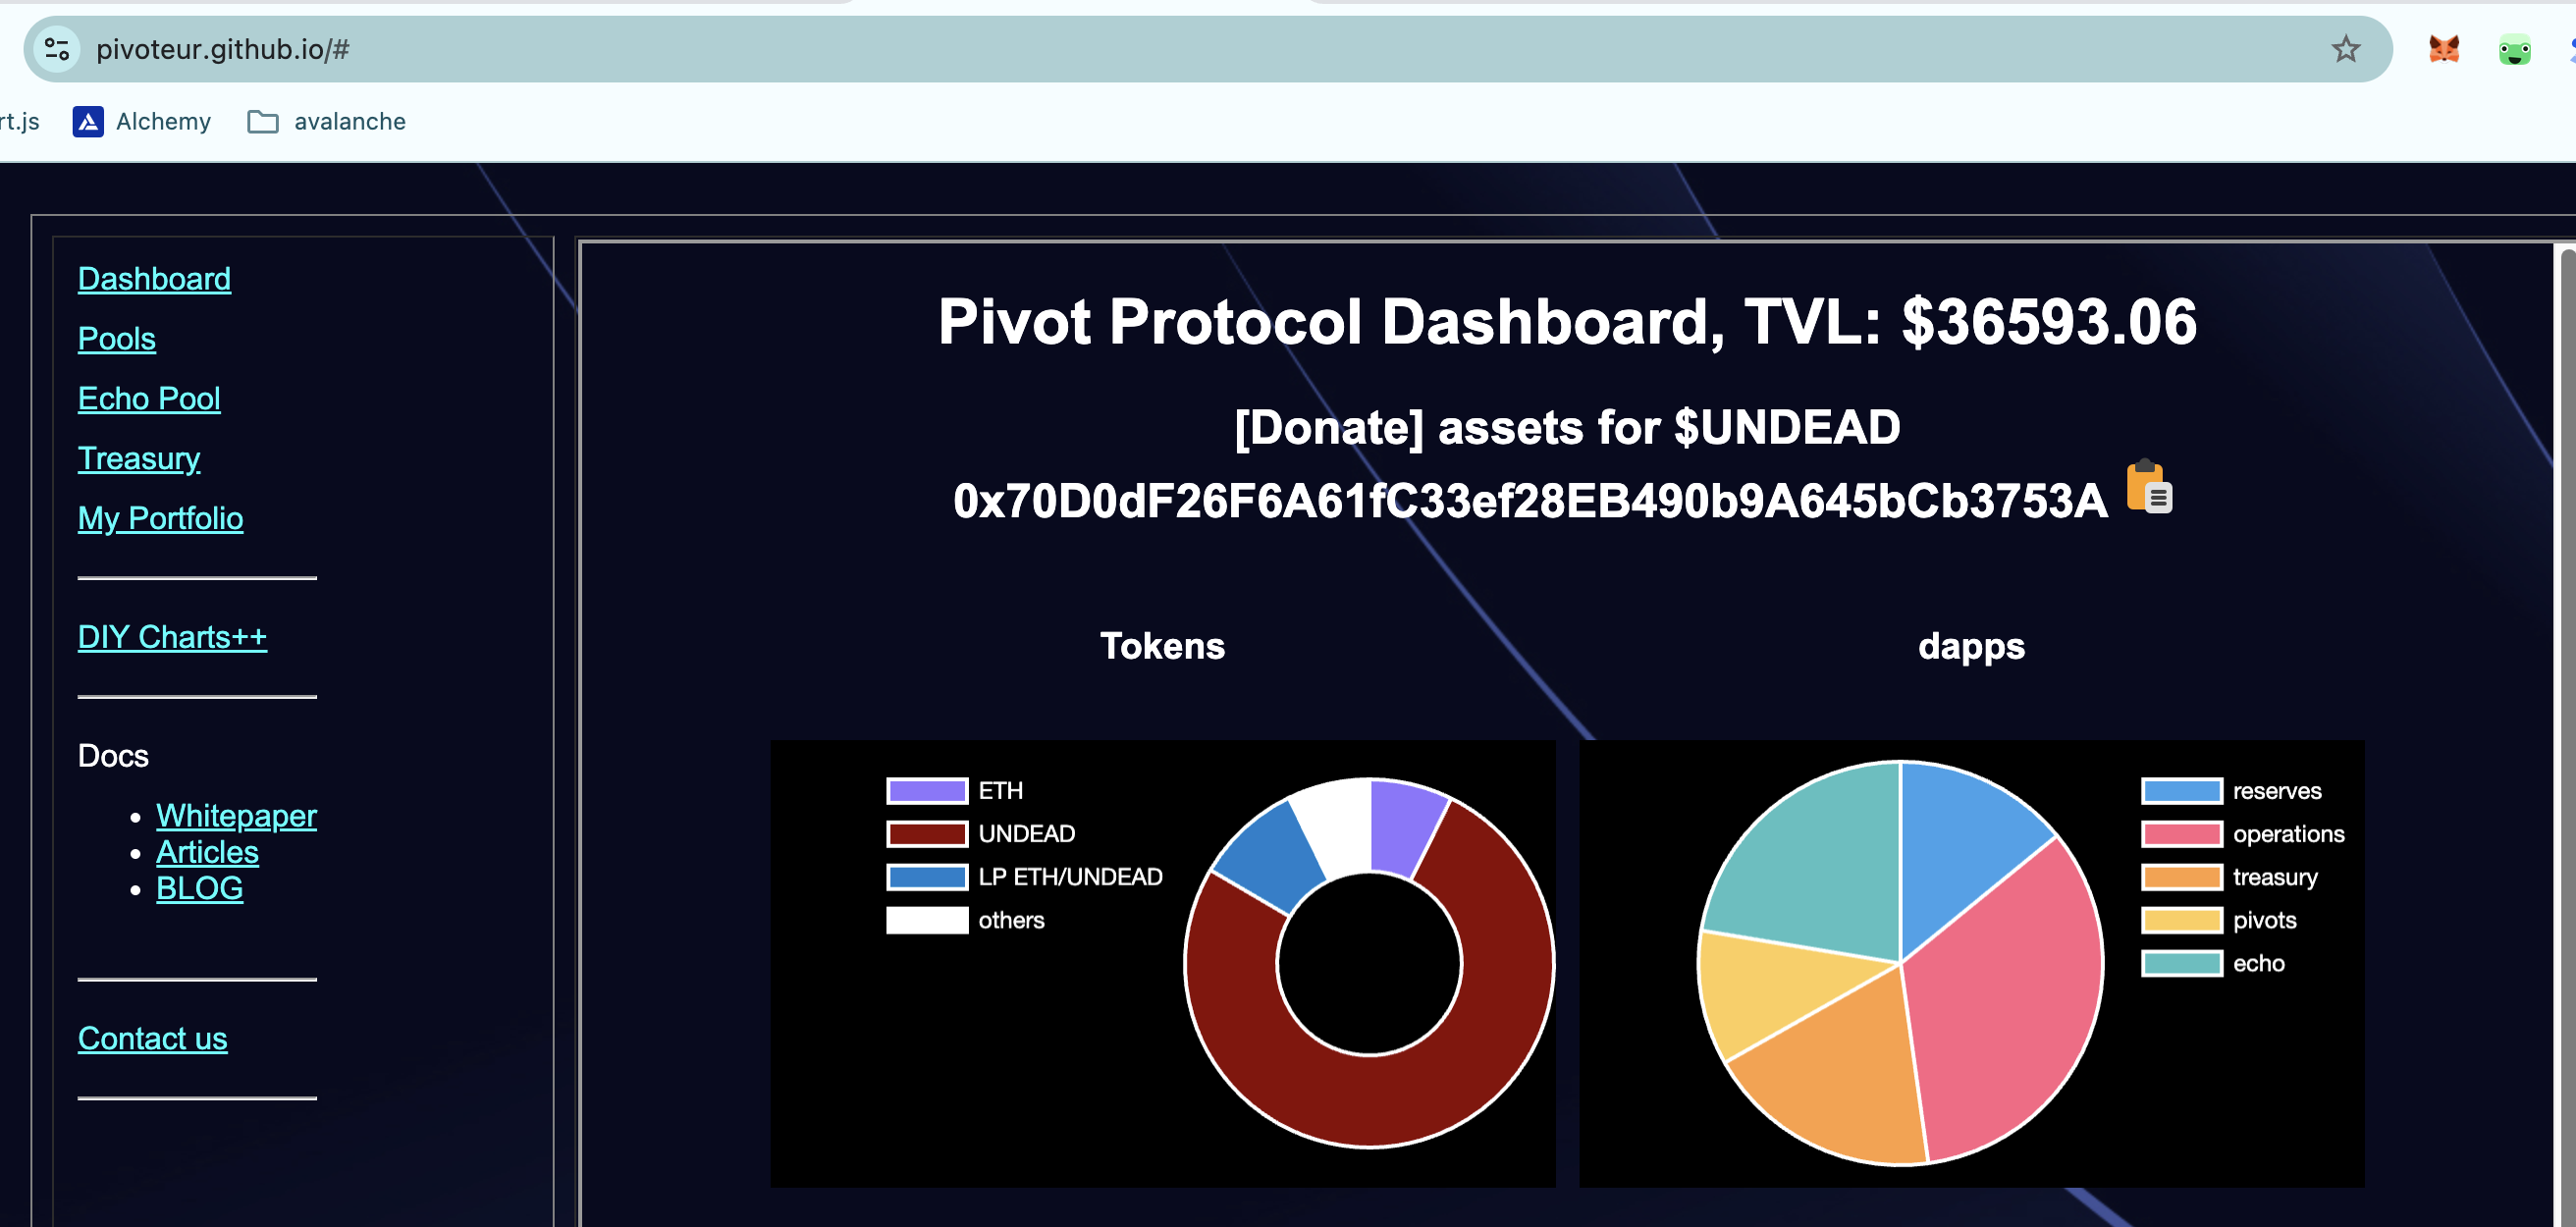 pivoteur.github.io/#
rt.js
Alchemy
avalanche
Dashboard
Pools
Echo Pool
Treasury
My Portfolio
DIY Charts++
Docs
Whitepaper
Articles
BLOG
Contact us
Pivot Protocol Dashboard, TVL: $36593.06
[Donate] assets for $UNDEAD
0x70D0dF26F6A61fC33ef28EB490b9A645bCb3753A
Tokens
ETH
UNDEAD
LP ETH/UNDEAD
others
dapps
reserves
operations
treasury
pivots
echo